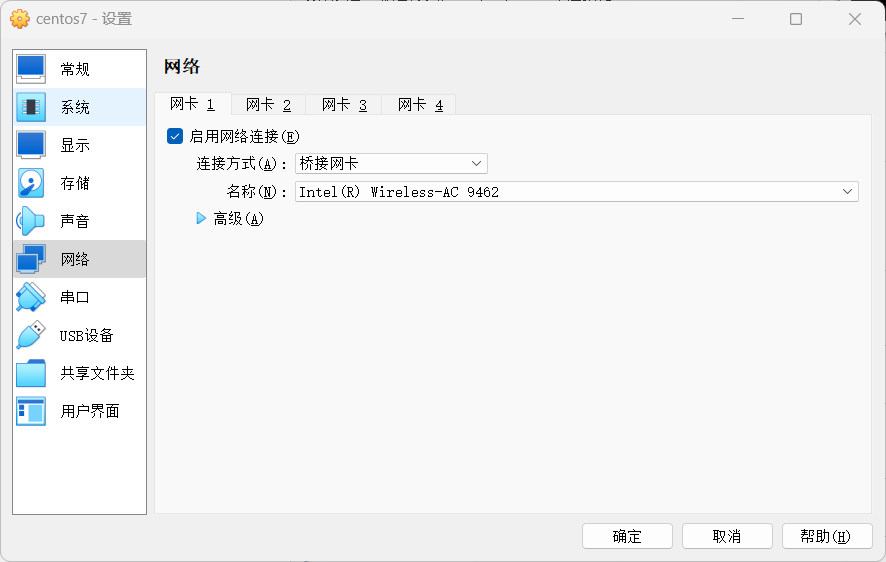 centos7 - 设置
常规
系统
显示
存储
声音
网络
串口
USB设备
共享文件夹
用户界面
网络
网卡 1 网卡 2 网卡 3 网卡 4
启用网络连接(E)
连接方式(A): 桥接网卡
名称(N): Intel(R) Wireless-AC 9462
高级(A)
确定 取消 帮助(H)